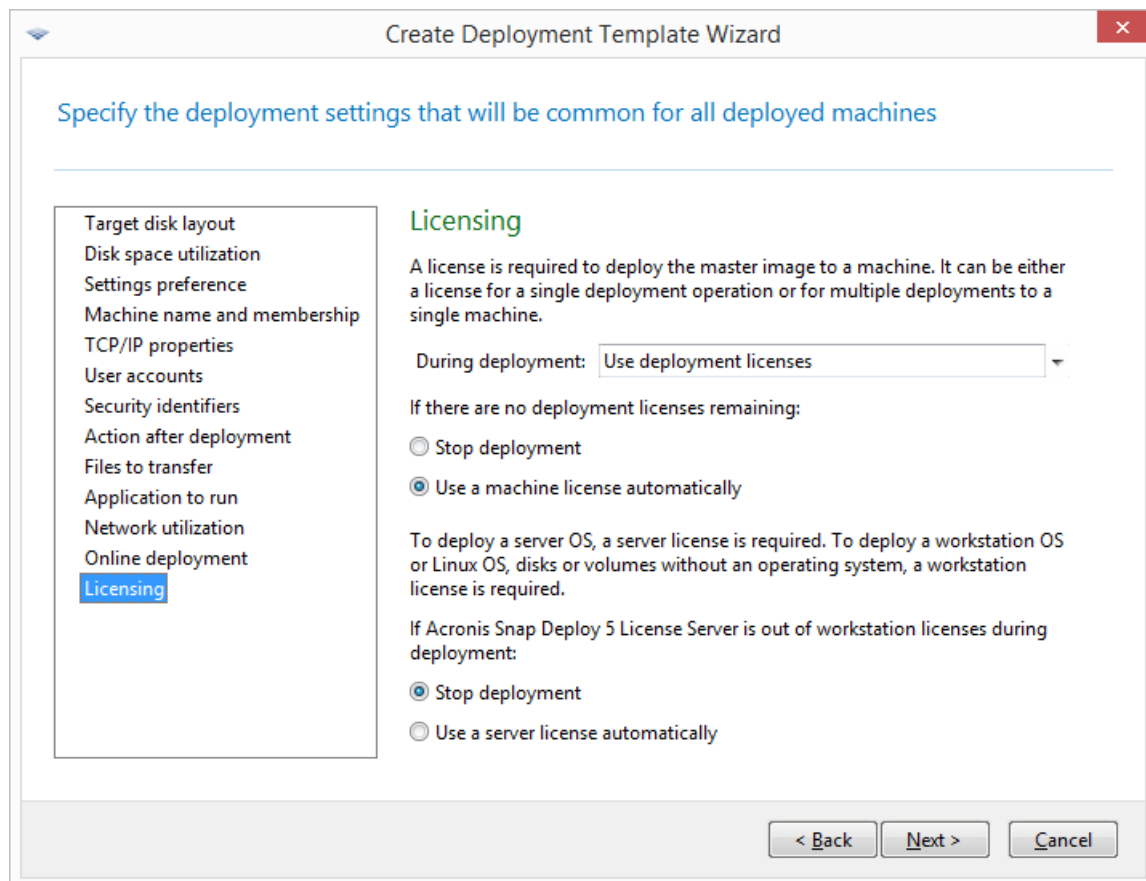 Create Deployment Template Wizard
Specify the deployment settings that will be common for all deployed machines
Target disk layout
Disk space utilization
Settings preference
Machine name and membership
TCP/IP properties
User accounts
Security identifiers
Action after deployment
Files to transfer
Application to run
Network utilization
Online deployment
Licensing
Licensing
A license is required to deploy the master image to a machine. It can be either
a license for a single deployment operation or for multiple deployments to a
single machine.
During deployment: Use deployment licenses
If there are no deployment licenses remaining:
Stop deployment
Use a machine license automatically
To deploy a server OS, a server license is required. To deploy a workstation OS
or Linux OS, disks or volumes without an operating system, a workstation
license is required.
If Acronis Snap Deploy 5 License Server is out of workstation licenses during
deployment:
Stop deployment
Use a server license automatically
< Back Next > Cancel